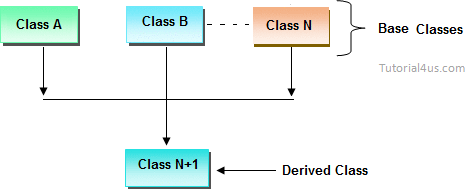 Class A
Class B
Class N
Base Classes
Tutorial4us.com
Class N+1
Derived Class